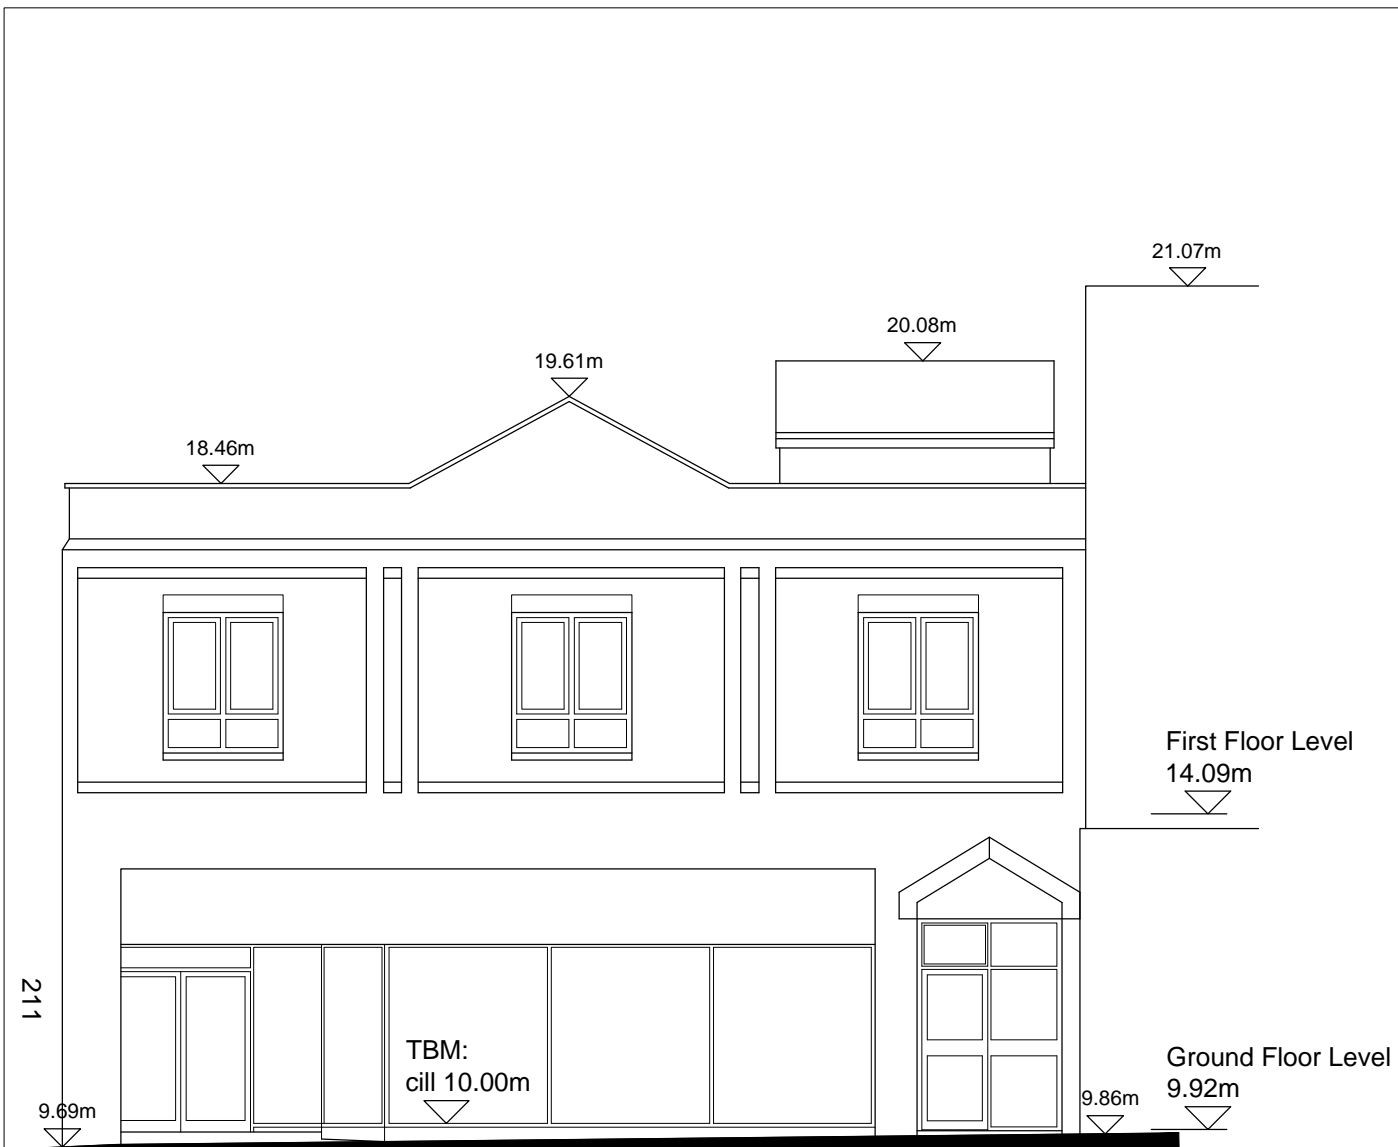 21.07m
20.08m
19.61m
18.46m
First Floor Level
14.09m
211
TBM:
cill 10.00m
Ground Floor Level
9.92m
9.69m
9.86m